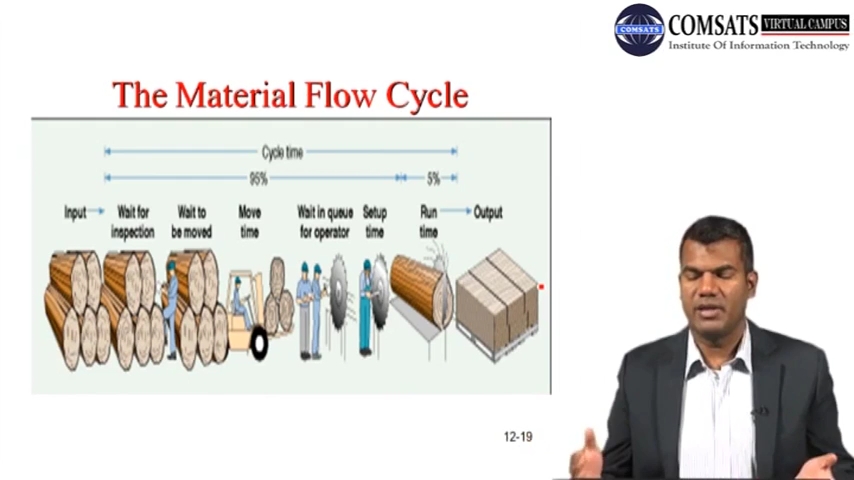 COMSATS
COMSATS VIRTUAL CAMPUS
Institute Of Information Technology
The Material Flow Cycle
Cycle time
95%
5%
Input
Wait for
inspection
Wait to
be moved
Move
time
Wait in queue
for operator
Setup
time
Run
time
Output
12-19